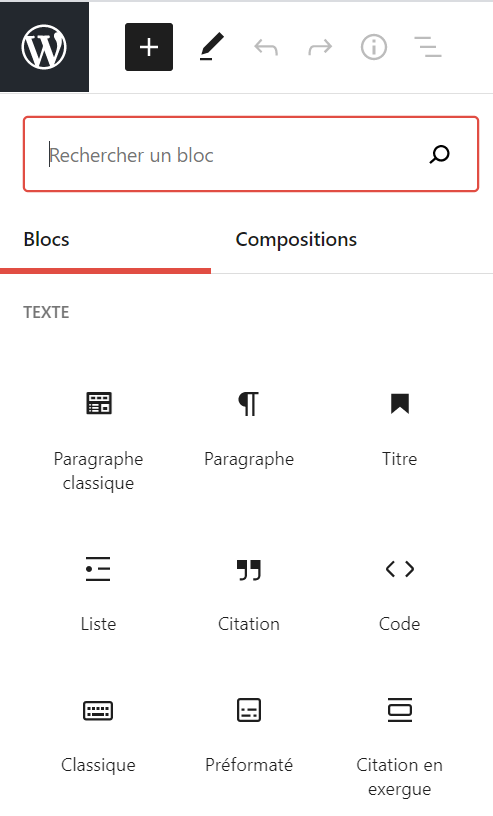 Rechercher un bloc
Blocs Compositions
TEXTE
Paragraphe classique
Paragraphe
Titre
Liste
Citation
Code
Classique
Préformaté
Citation en exergue